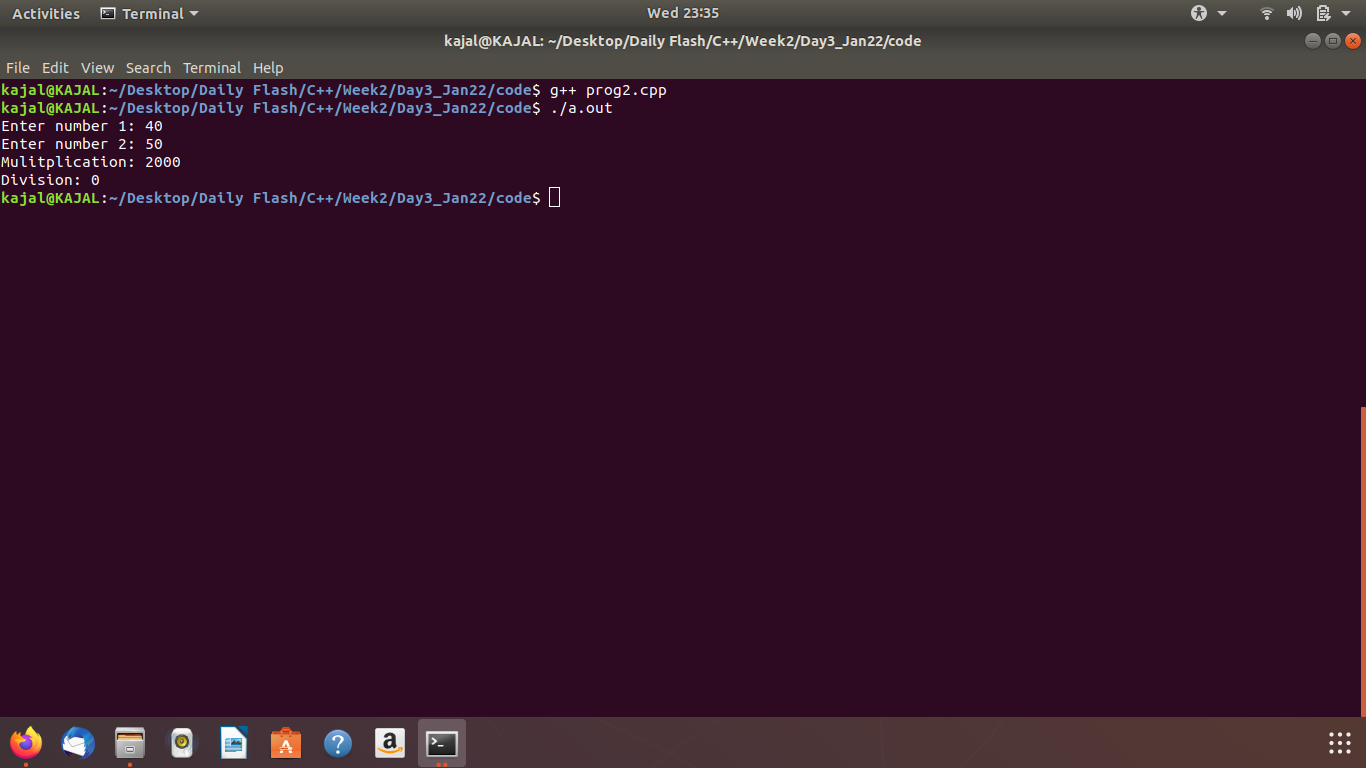 Activities Terminal Wed 23:35
kajal@KAJAL: ~/Desktop/Daily Flash/C++/Week2/Day3_Jan22/code
File Edit View Search Terminal Help
kajal@KAJAL:~/Desktop/Daily Flash/C++/Week2/Day3_Jan22/code$ g++ prog2.cpp
kajal@KAJAL:~/Desktop/Daily Flash/C++/Week2/Day3_Jan22/code$ ./a.out
Enter number 1: 40
Enter number 2: 50
Mulitplication: 2000
Division: 0
kajal@KAJAL:~/Desktop/Daily Flash/C++/Week2/Day3_Jan22/code$